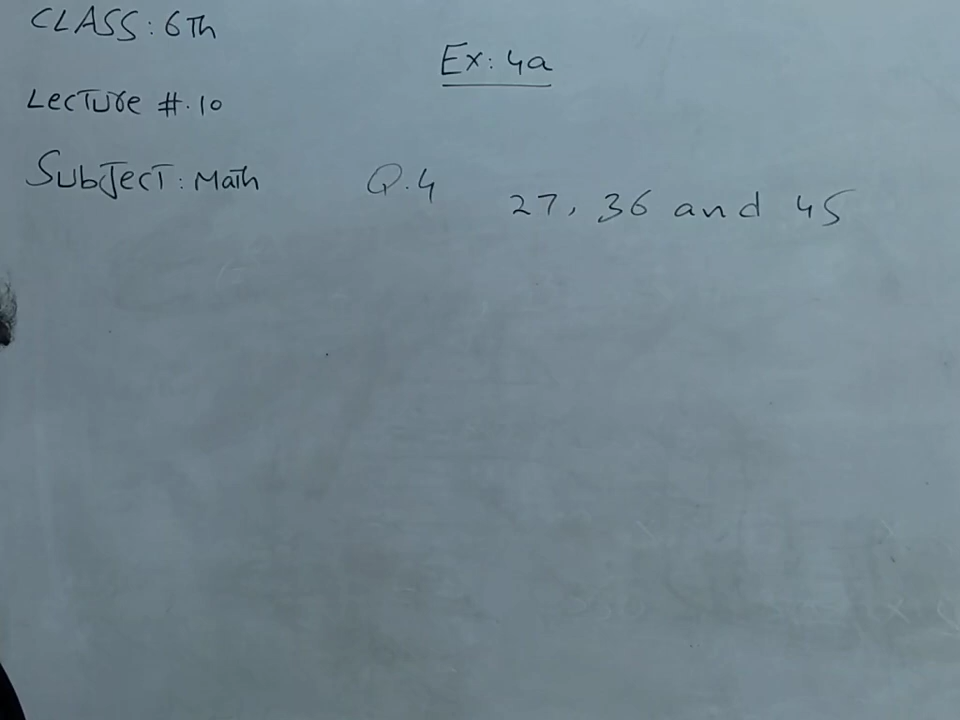 CLASS: 6Th
Ex: 4a
Lecture #.10
Subject: Math
Q.4 27, 36 and 45